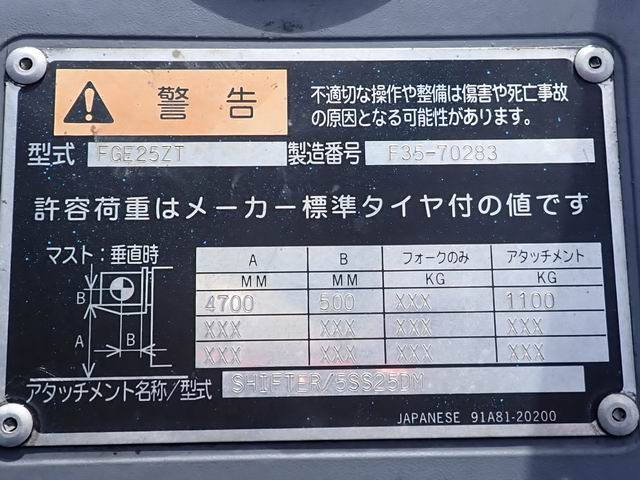 警告
不適切な操作や整備は傷害や死亡事故
の原因となる可能性があります。
型式 FGE25ZT 製造番号 F35-70283
許容荷重はメーカー標準タイヤ付の値です
マスト：垂直時
A B フォークのみ アタッチメント
MM MM KG KG
4700 500 XXX 1100
XXX XXX XXX XXX
XXX XXX XXX XXX
B
A
B
アタッチメント名称/型式 SHIFTER/5SS25DM
JAPANESE 91A81-20200